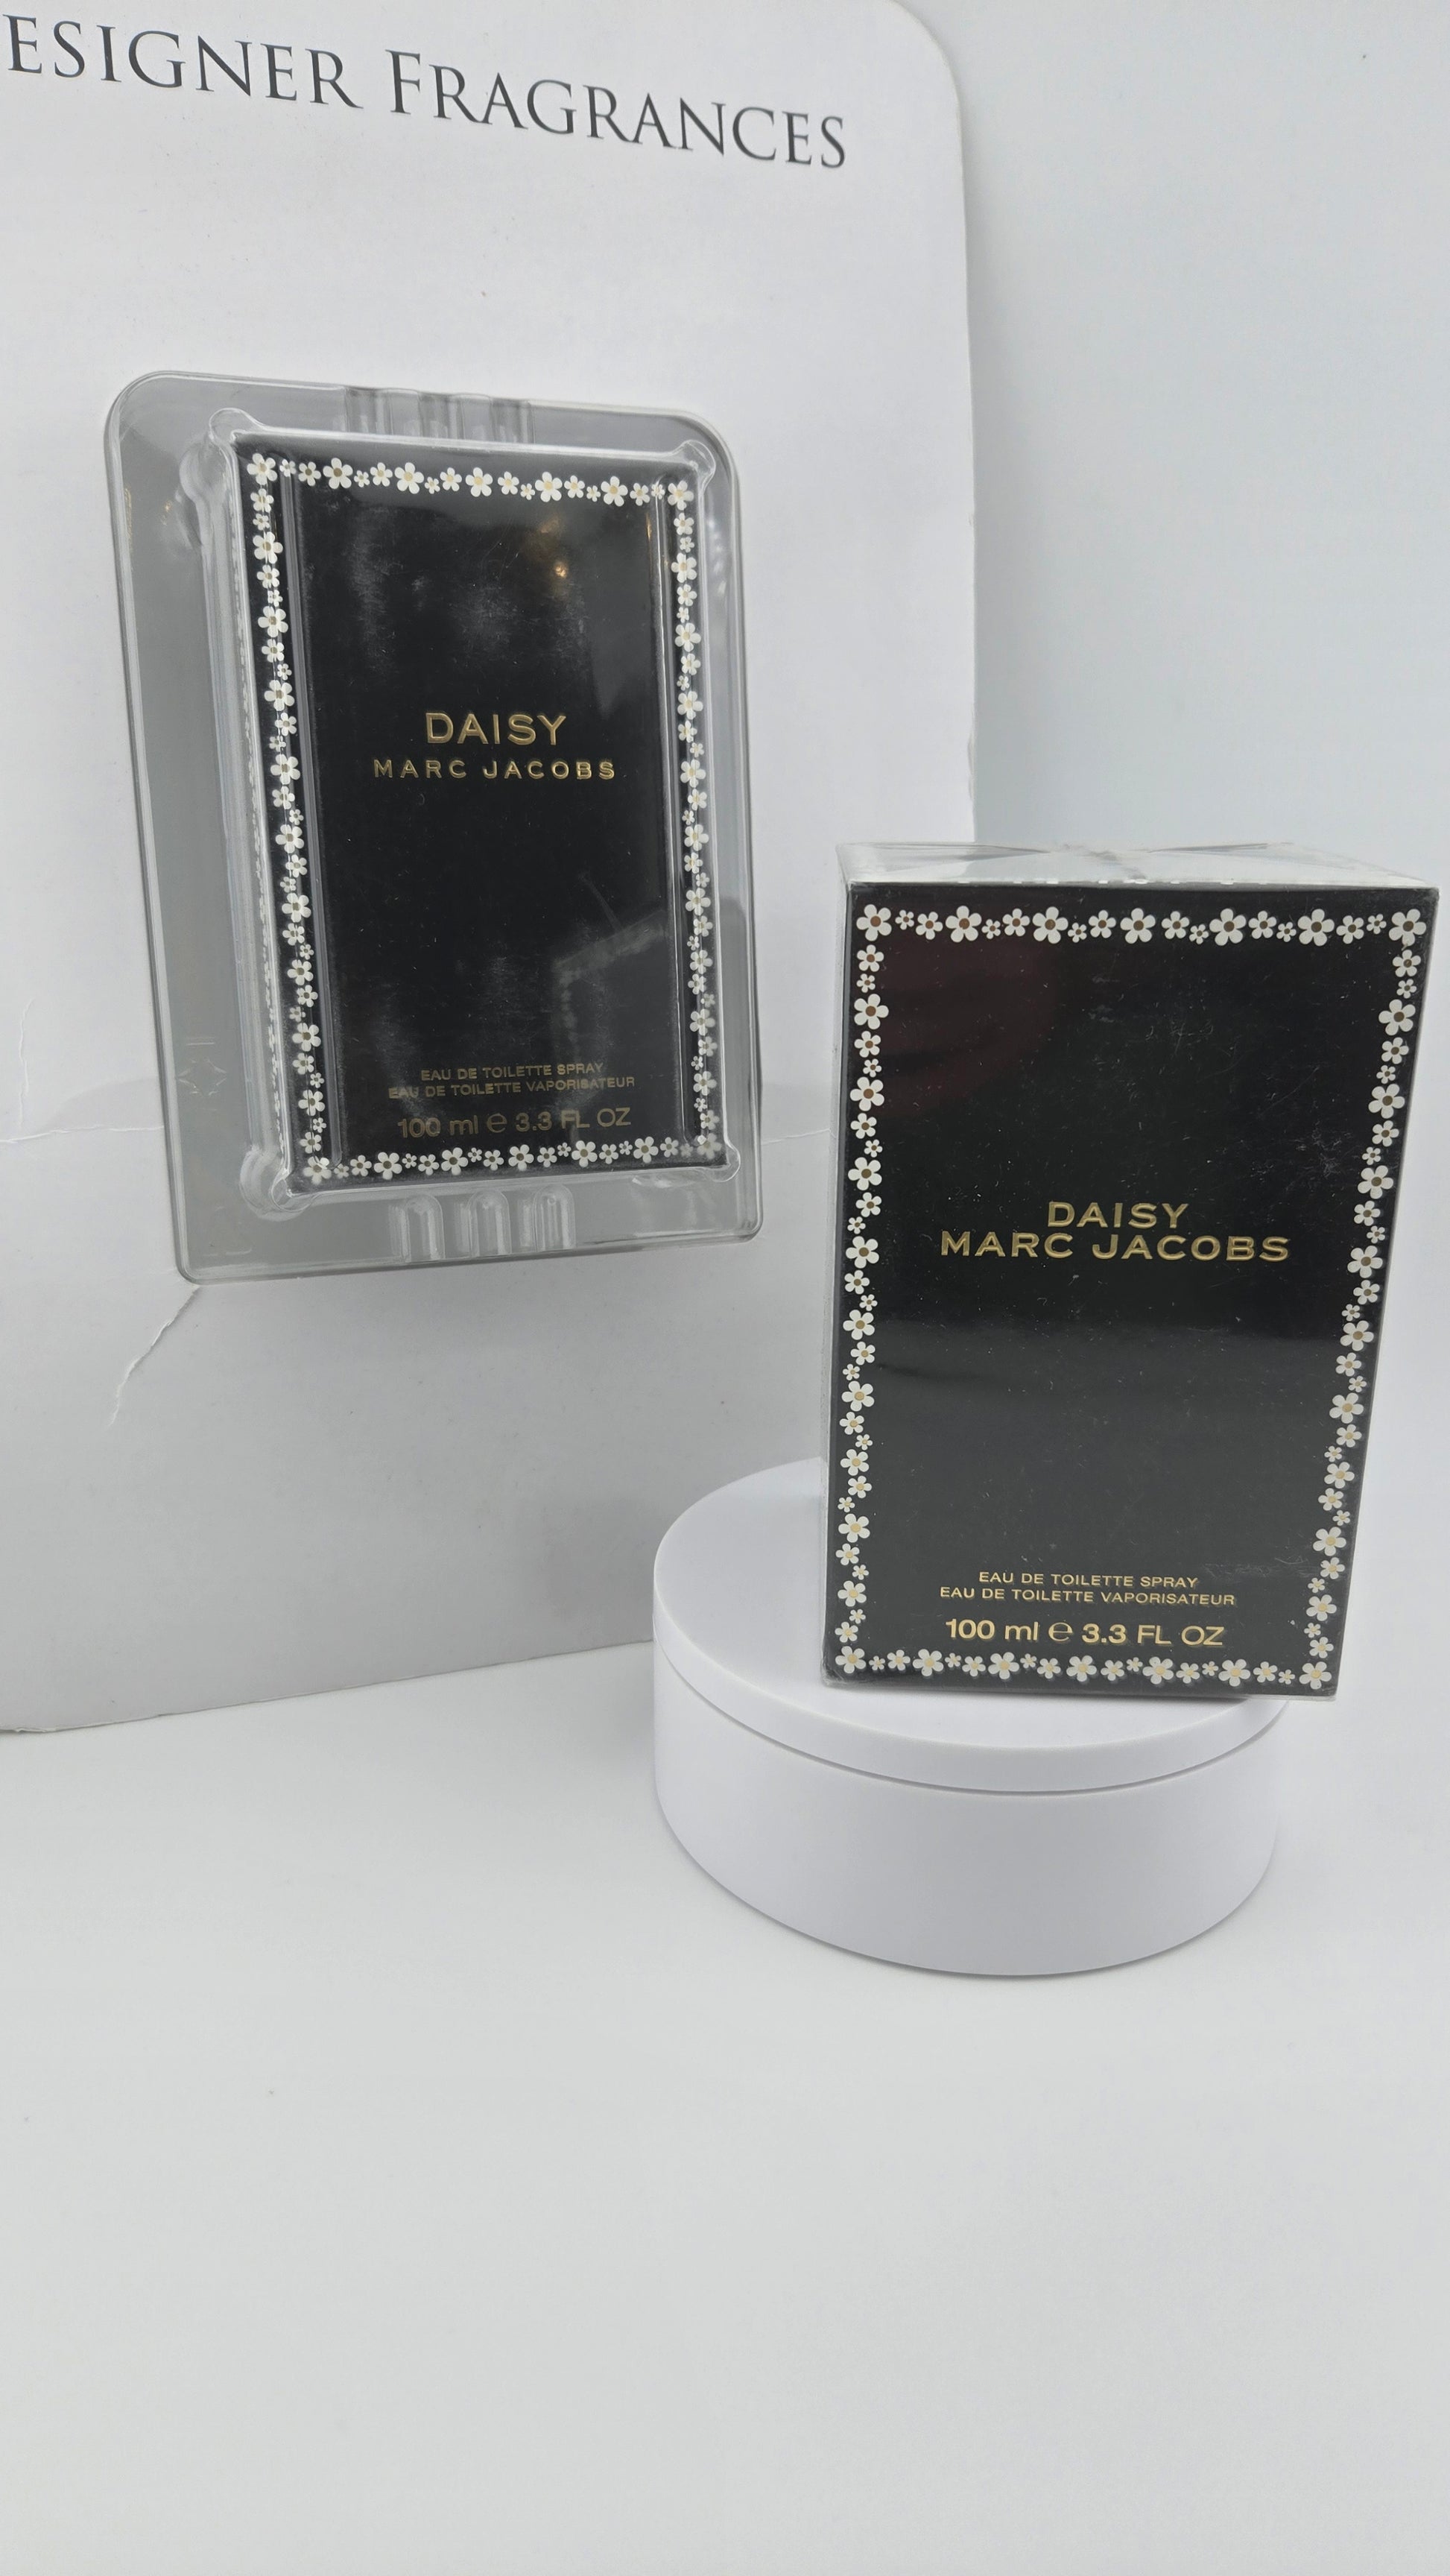 ESIGNER FRAGRANCES
DAISY
MARC JACOBS
EAU DE TOILETTE SPRAY
EAU DE TOILETTE VAPORISATEUR
100 ml e 3.3 FL OZ
DAISY
MARC JACOBS
EAU DE TOILETTE SPRAY
EAU DE TOILETTE VAPORISATEUR
100 ml e 3.3 FL OZ